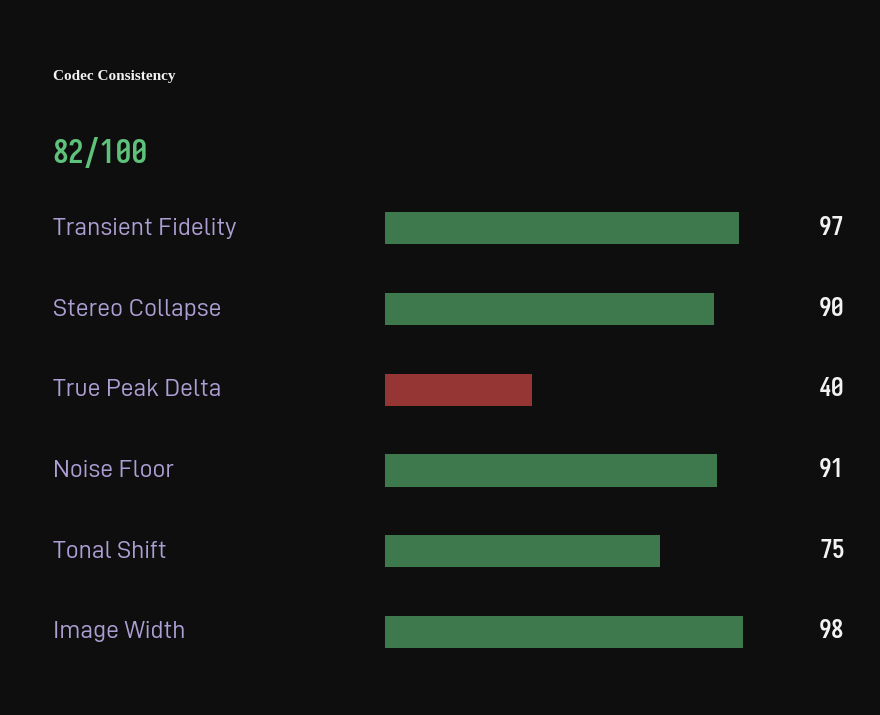 Codec Consistency
82/100
Transient Fidelity 97
Stereo Collapse 90
True Peak Delta 40
Noise Floor 91
Tonal Shift 75
Image Width 98